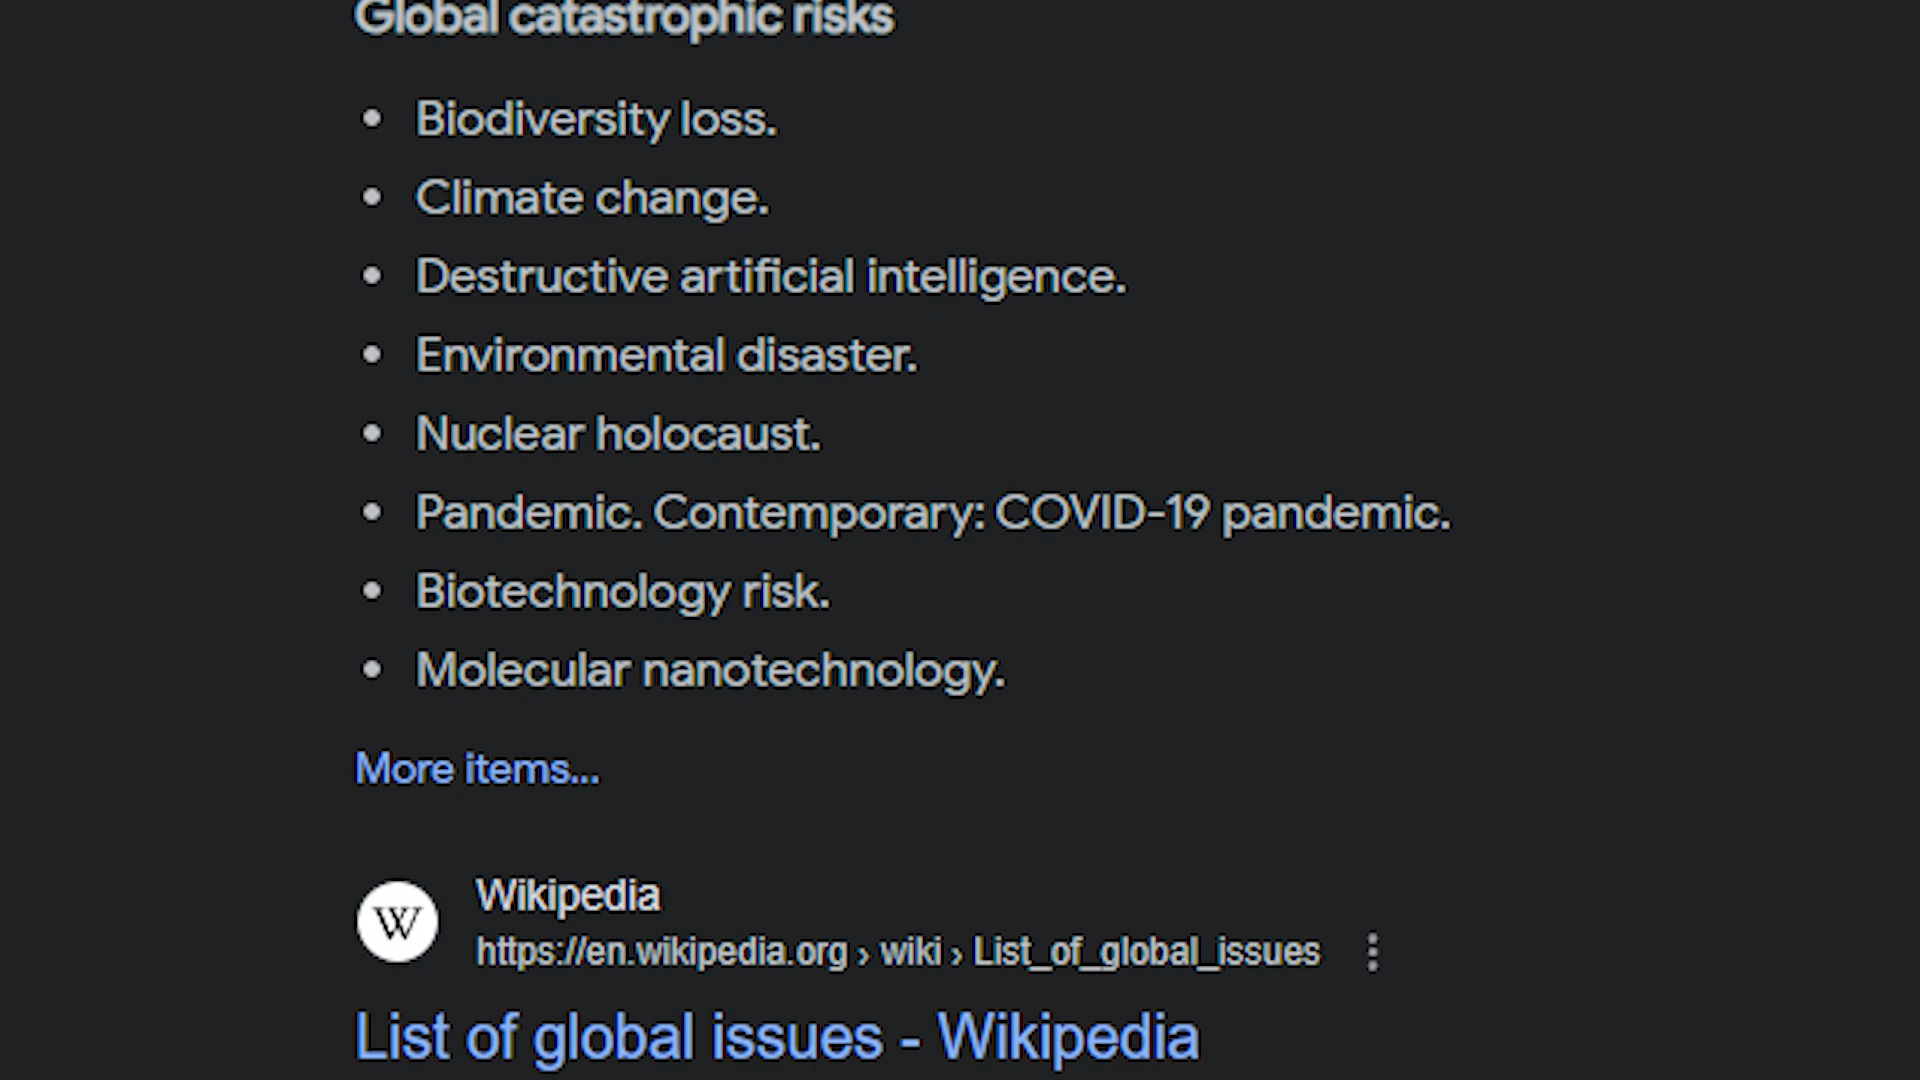 Global catastrophic risks
• Biodiversity loss.
• Climate change.
• Destructive artificial intelligence.
• Environmental disaster.
• Nuclear holocaust.
• Pandemic. Contemporary: COVID-19 pandemic.
• Biotechnology risk.
• Molecular nanotechnology.
More items...
W
Wikipedia
https://en.wikipedia.org › wiki › List_of_global_issues
List of global issues - Wikipedia